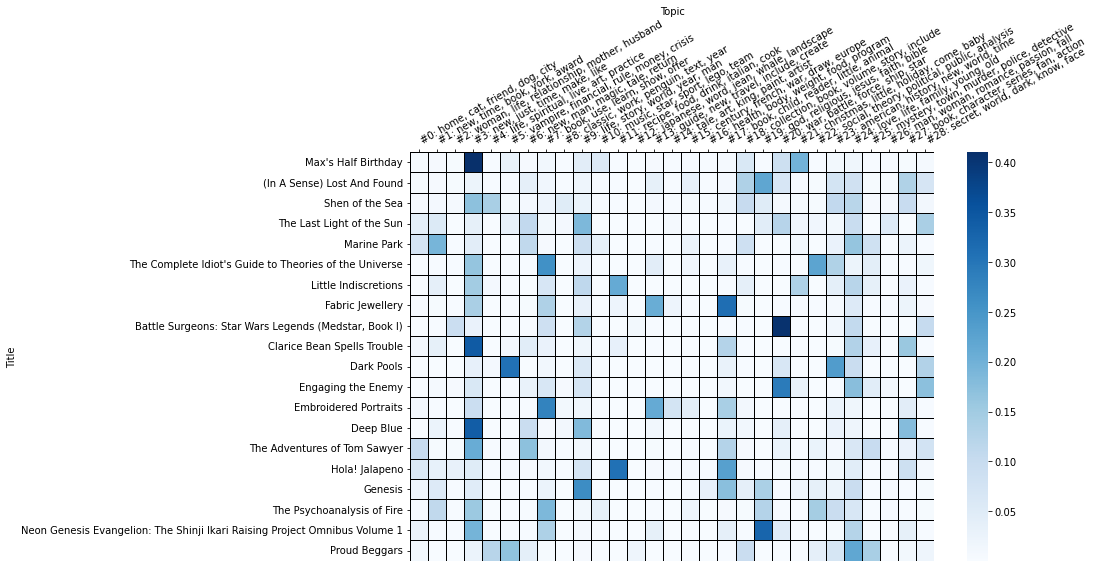 Topic
#0: home, cat, friend, dog, city
#1: new, time, book, work, award
#2: woman, life, relationship, mother, husband
#3: new, just, time, make, like
#4: life, spiritual, live, art, practice
#5: vampire, financial, rule, money, crisis
#6: new, man, magic, tale, return
#7: book, use, learn, show, offer
#8: classic, work, penguin, text, year
#9: life, story, world, year, man
#10: music, star, sport, lego, team
#11: recipe, food, drink, italian, cook
#12: japanese, word, jean, whale, landscape
#13: guide, new, travel, include, create
#14: tale, art, king, paint, artist
#15: century, french, war, draw, europe
#16: health, body, weight, food, program
#17: book, child, reader, little, animal
#18: collection, book, volume, story, include
#19: god, religious, jesus, faith, bible
#20: war, battle, force, ship, star
#21: christmas, little, birthday, come, baby
#22: social, theory, political, public, analysis
#23: american, history, new, world, time
#24: love, life, family, young, old
#25: mystery, town, murder, police, detective
#26: man, woman, romance, passion, fall
#27: book, character, series, fan, action
#28: secret, world, dark, know, face
Title
Max's Half Birthday
(In A Sense) Lost And Found
Shen of the Sea
The Last Light of the Sun
Marine Park
The Complete Idiot's Guide to Theories of the Universe
Little Indiscretions
Fabric Jewellery
Battle Surgeons: Star Wars Legends (Medstar, Book I)
Clarice Bean Spells Trouble
Dark Pools
Engaging the Enemy
Embroidered Portraits
Deep Blue
The Adventures of Tom Sawyer
Hola! Jalapeno
Genesis
The Psychoanalysis of Fire
Neon Genesis Evangelion: The Shinji Ikari Raising Project Omnibus Volume 1
Proud Beggars
0.40
0.35
0.30
0.25
0.20
0.15
0.10
0.05